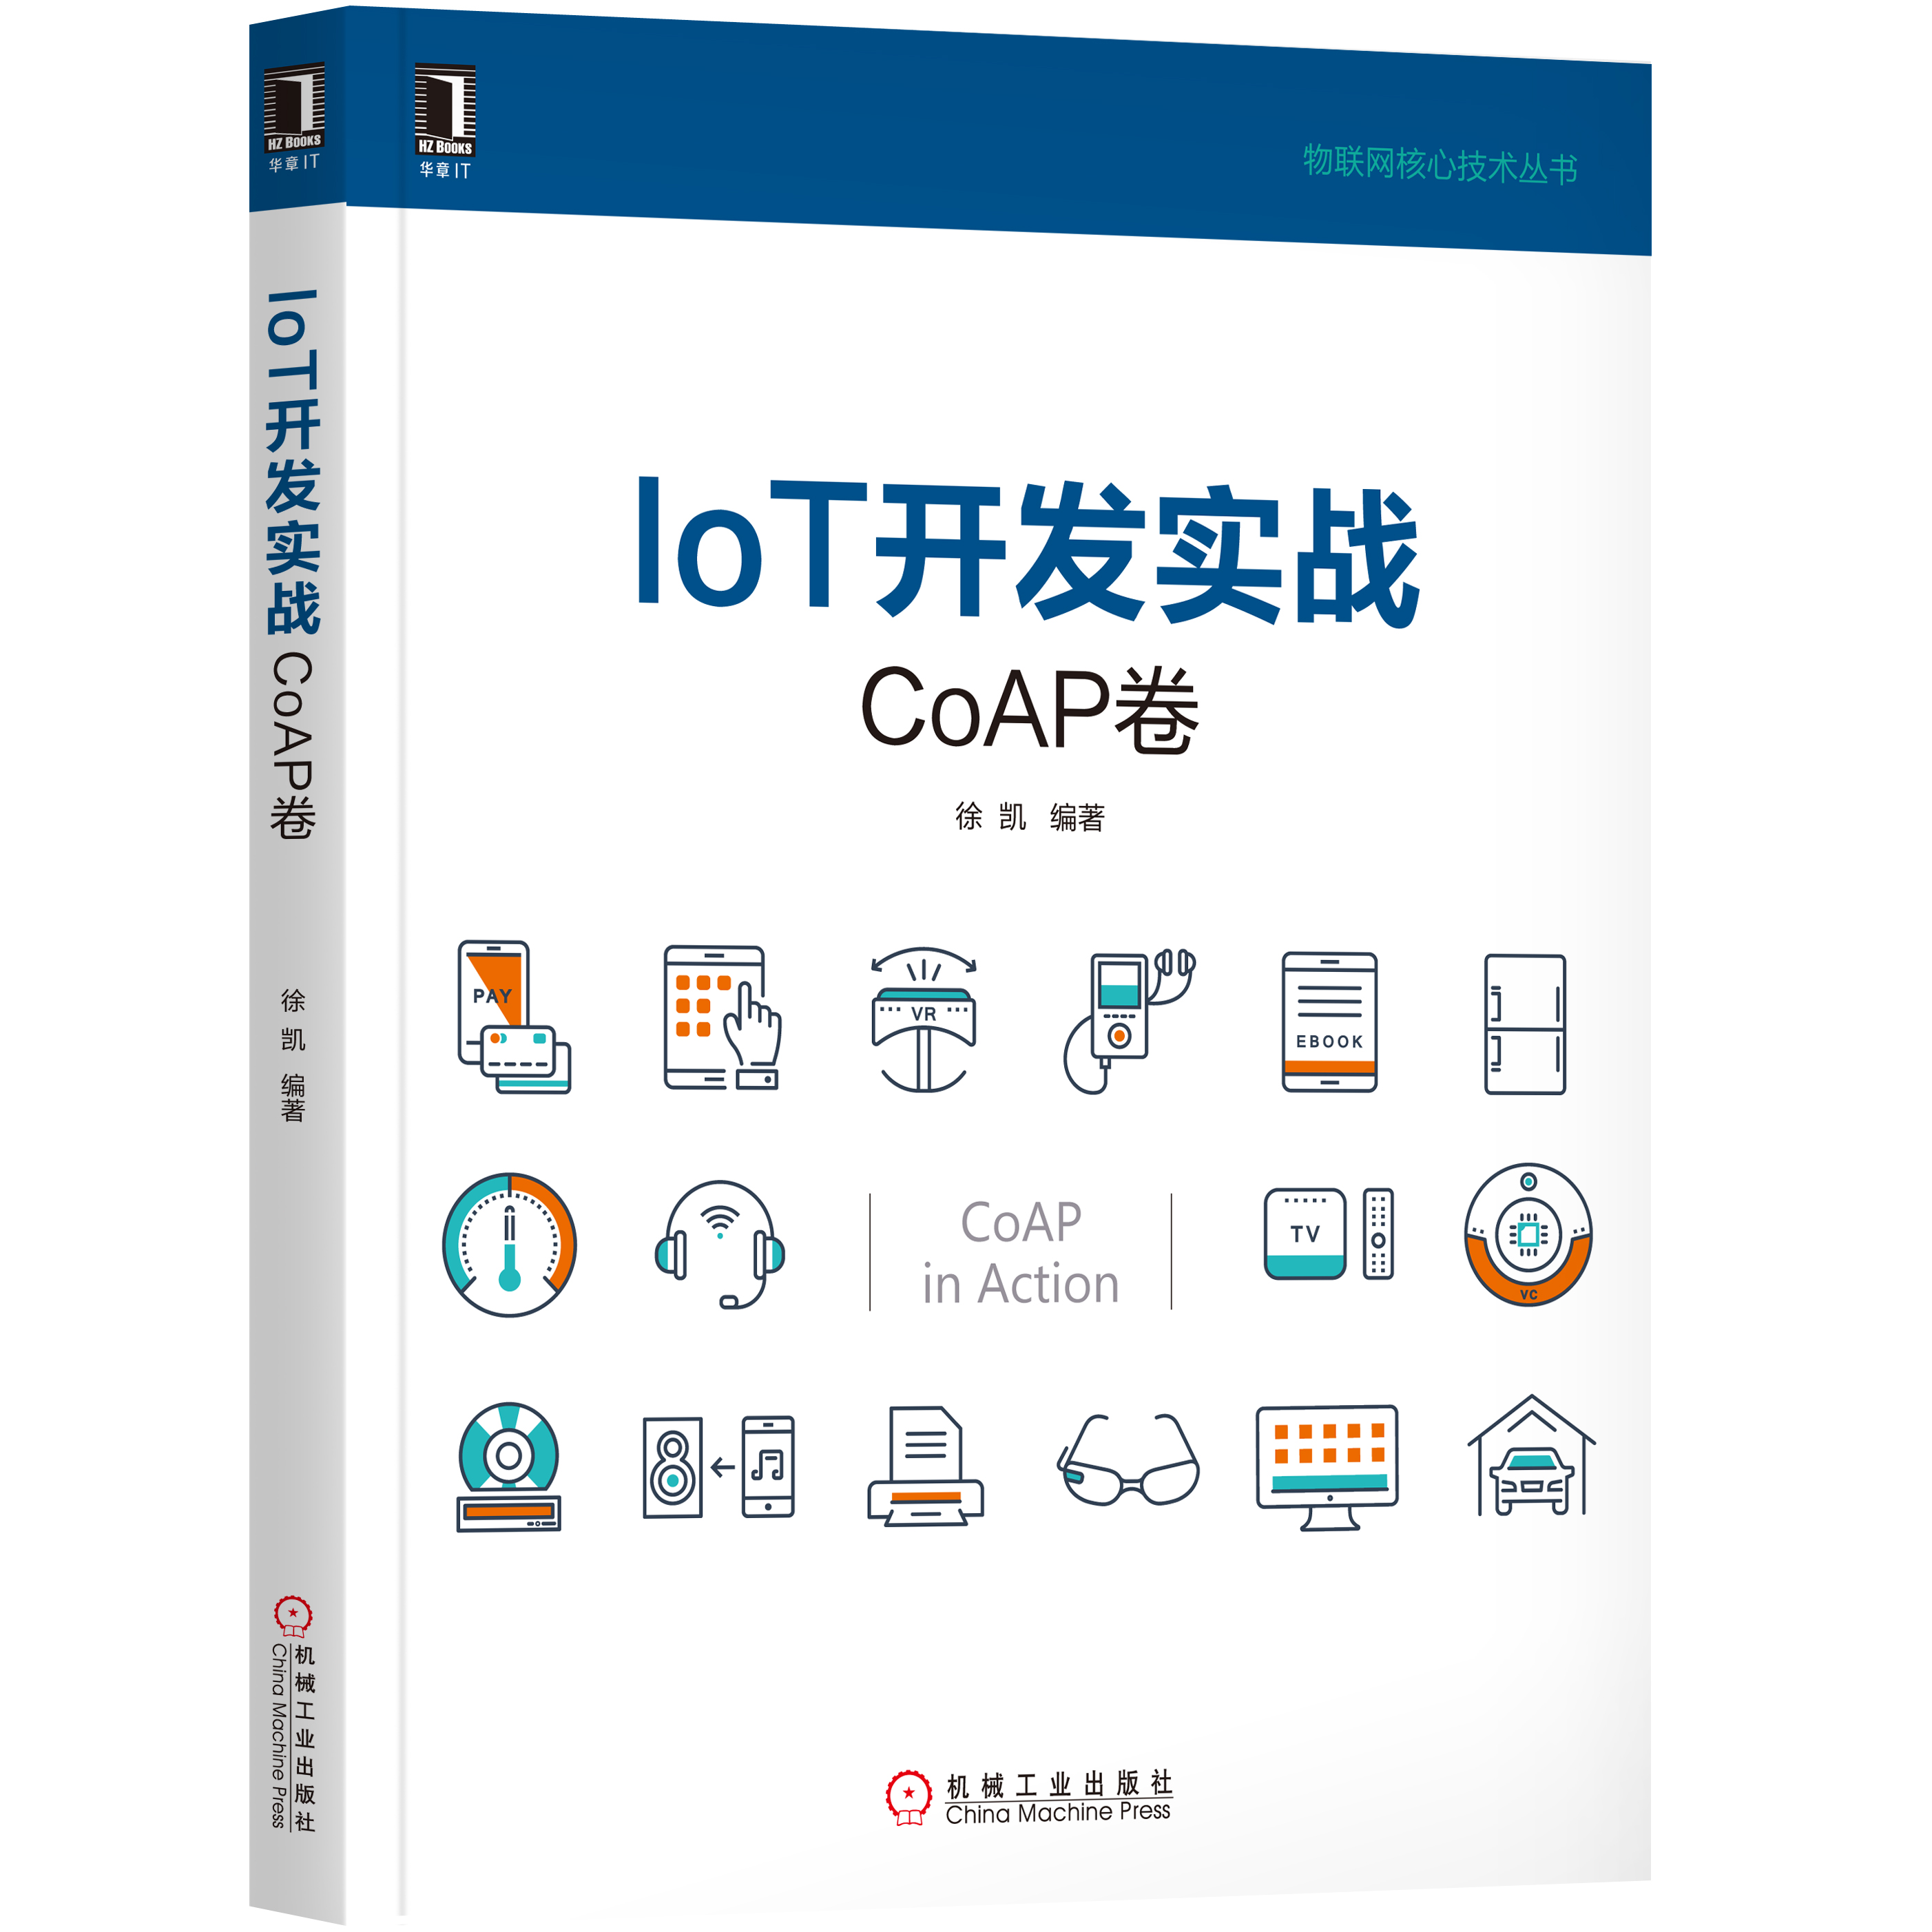 HZ BOOKS
华章IT
IoT开发实战 CoAP卷
徐 凯 编著
机械工业出版社
China Machine Press
HZ BOOKS
华章IT
物联网核心技术丛书
IoT开发实战
CoAP卷
徐 凯 编著
PAY
VR
EBOOK
CoAP
in Action
TV
VC
机械工业出版社
China Machine Press